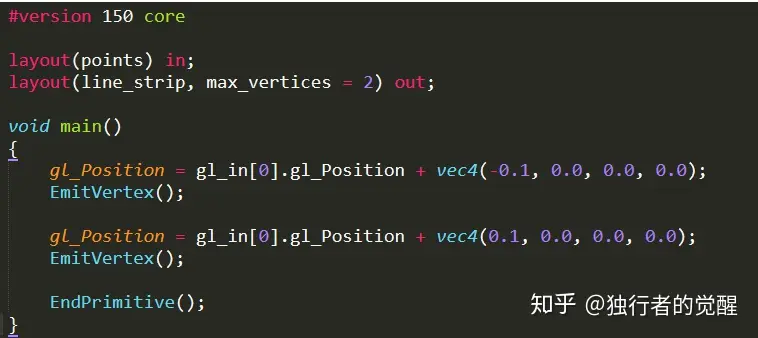 #version 150 core
layout(points) in;
layout(line_strip, max_vertices = 2) out;
void main()
{
gl_Position = gl_in[0].gl_Position + vec4(-0.1, 0.0, 0.0, 0.0);
EmitVertex();
gl_Position = gl_in[0].gl_Position + vec4(0.1, 0.0, 0.0, 0.0);
EmitVertex();
EndPrimitive();
}
知乎 @独行者的觉醒